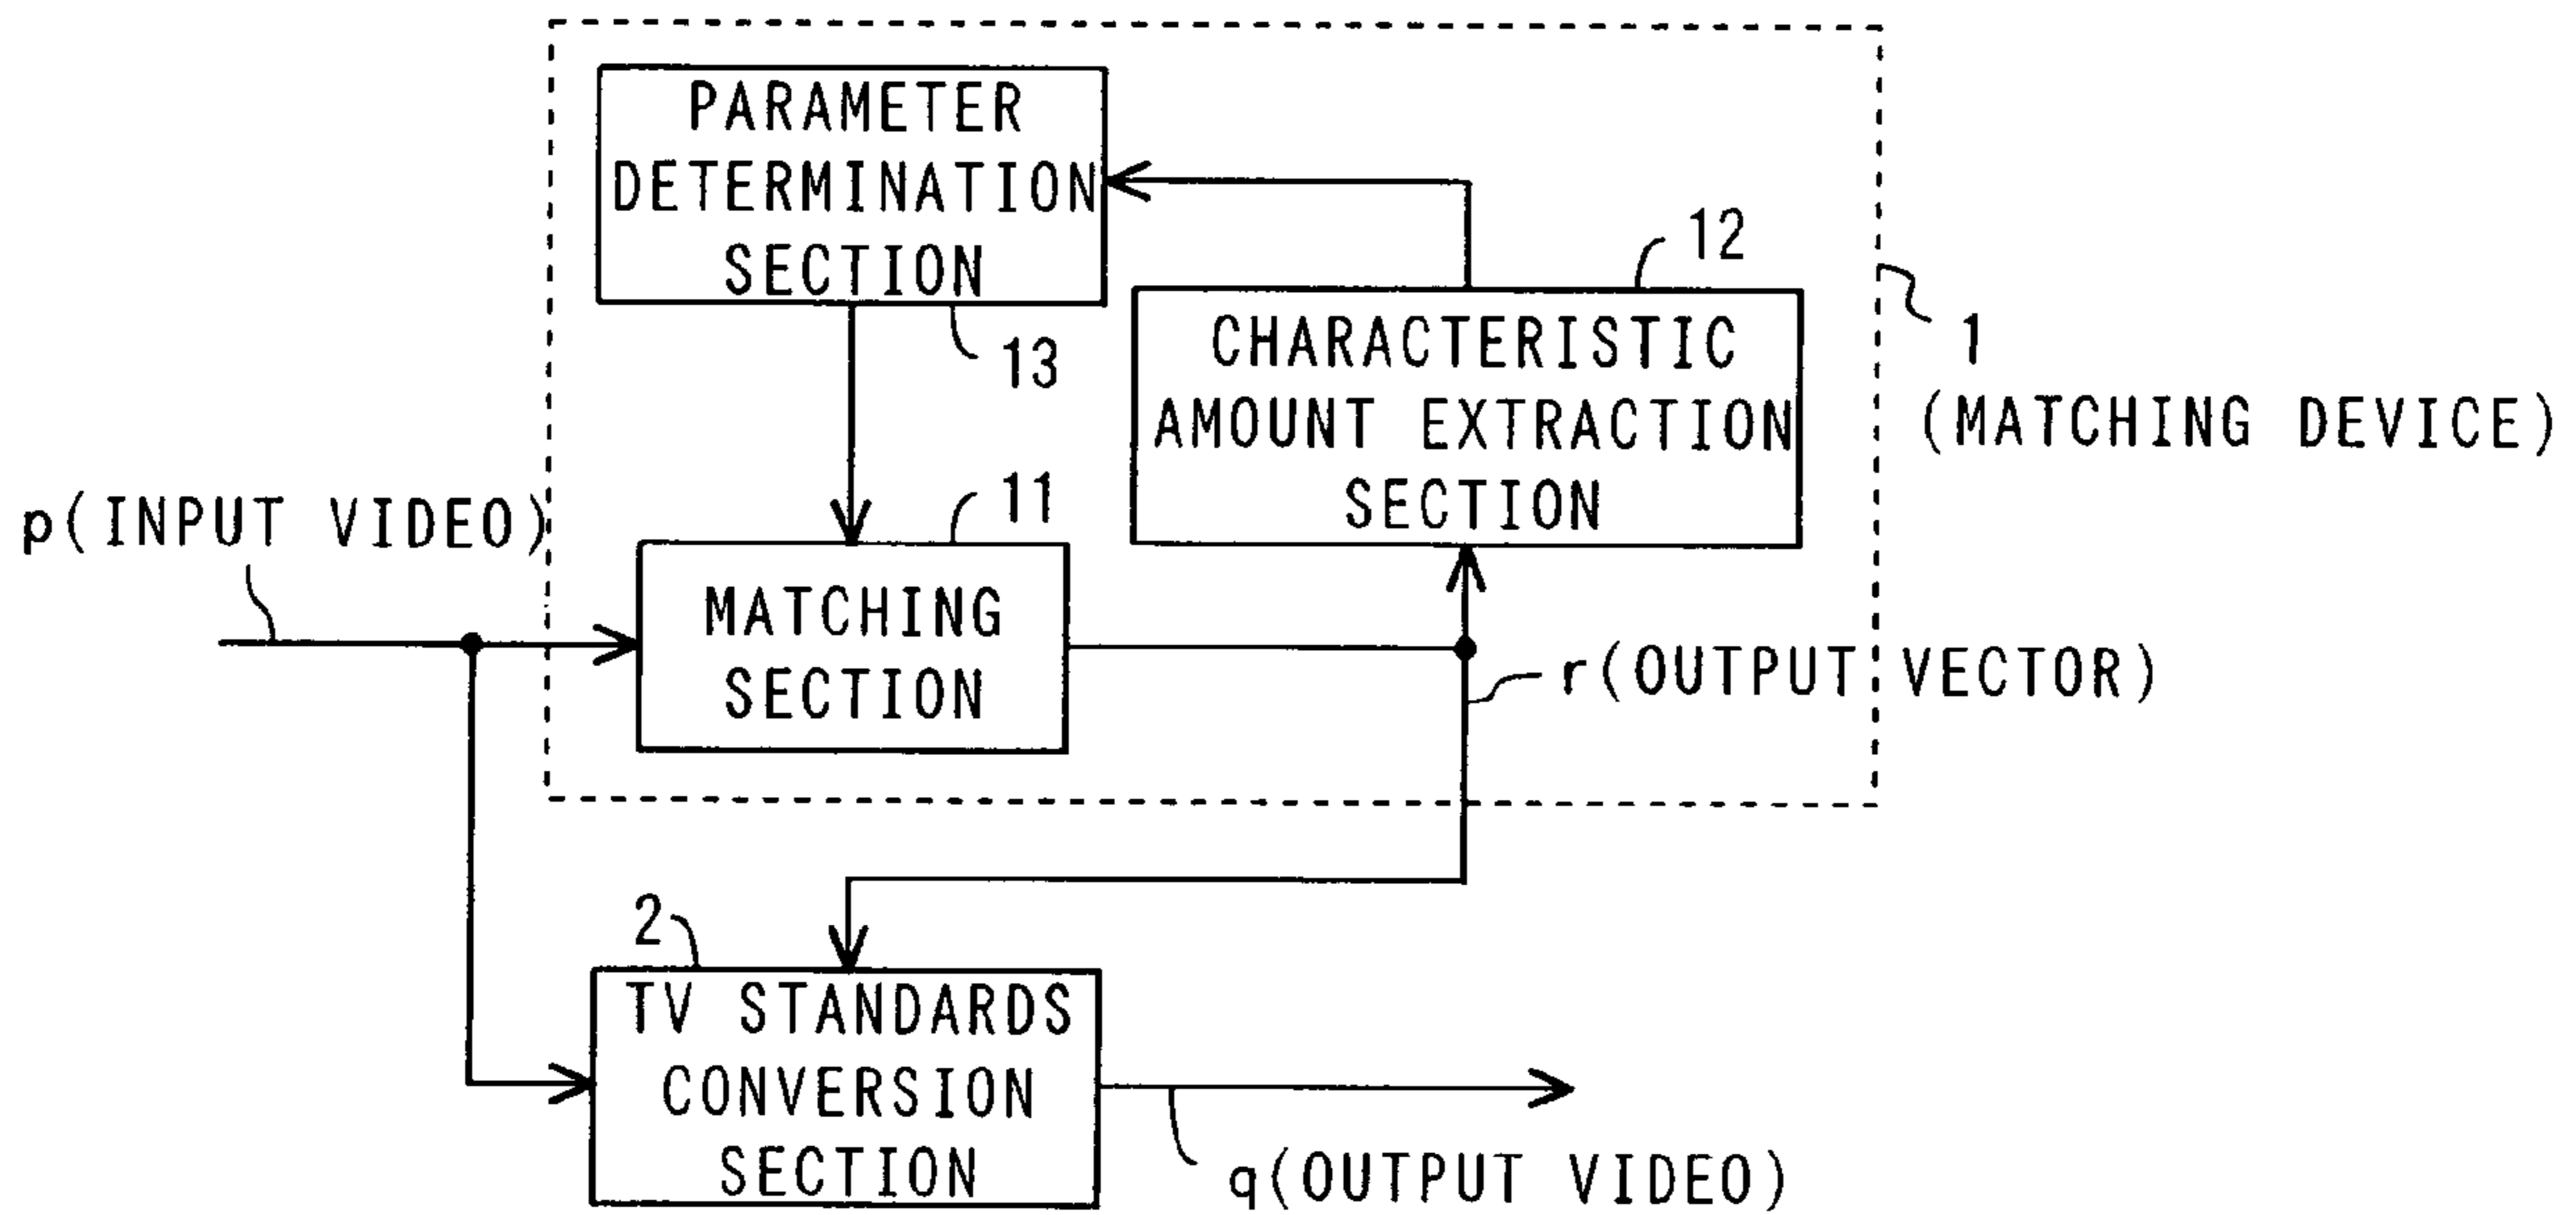 PARAMETER
DETERMINATION
SECTION
12
13
CHARACTERISTIC
AMOUNT EXTRACTION
SECTION
1
(MATCHING DEVICE)
p(INPUT VIDEO)
11
MATCHING
SECTION
r(OUTPUT VECTOR)
2
TV STANDARDS
CONVERSION
SECTION
q(OUTPUT VIDEO)